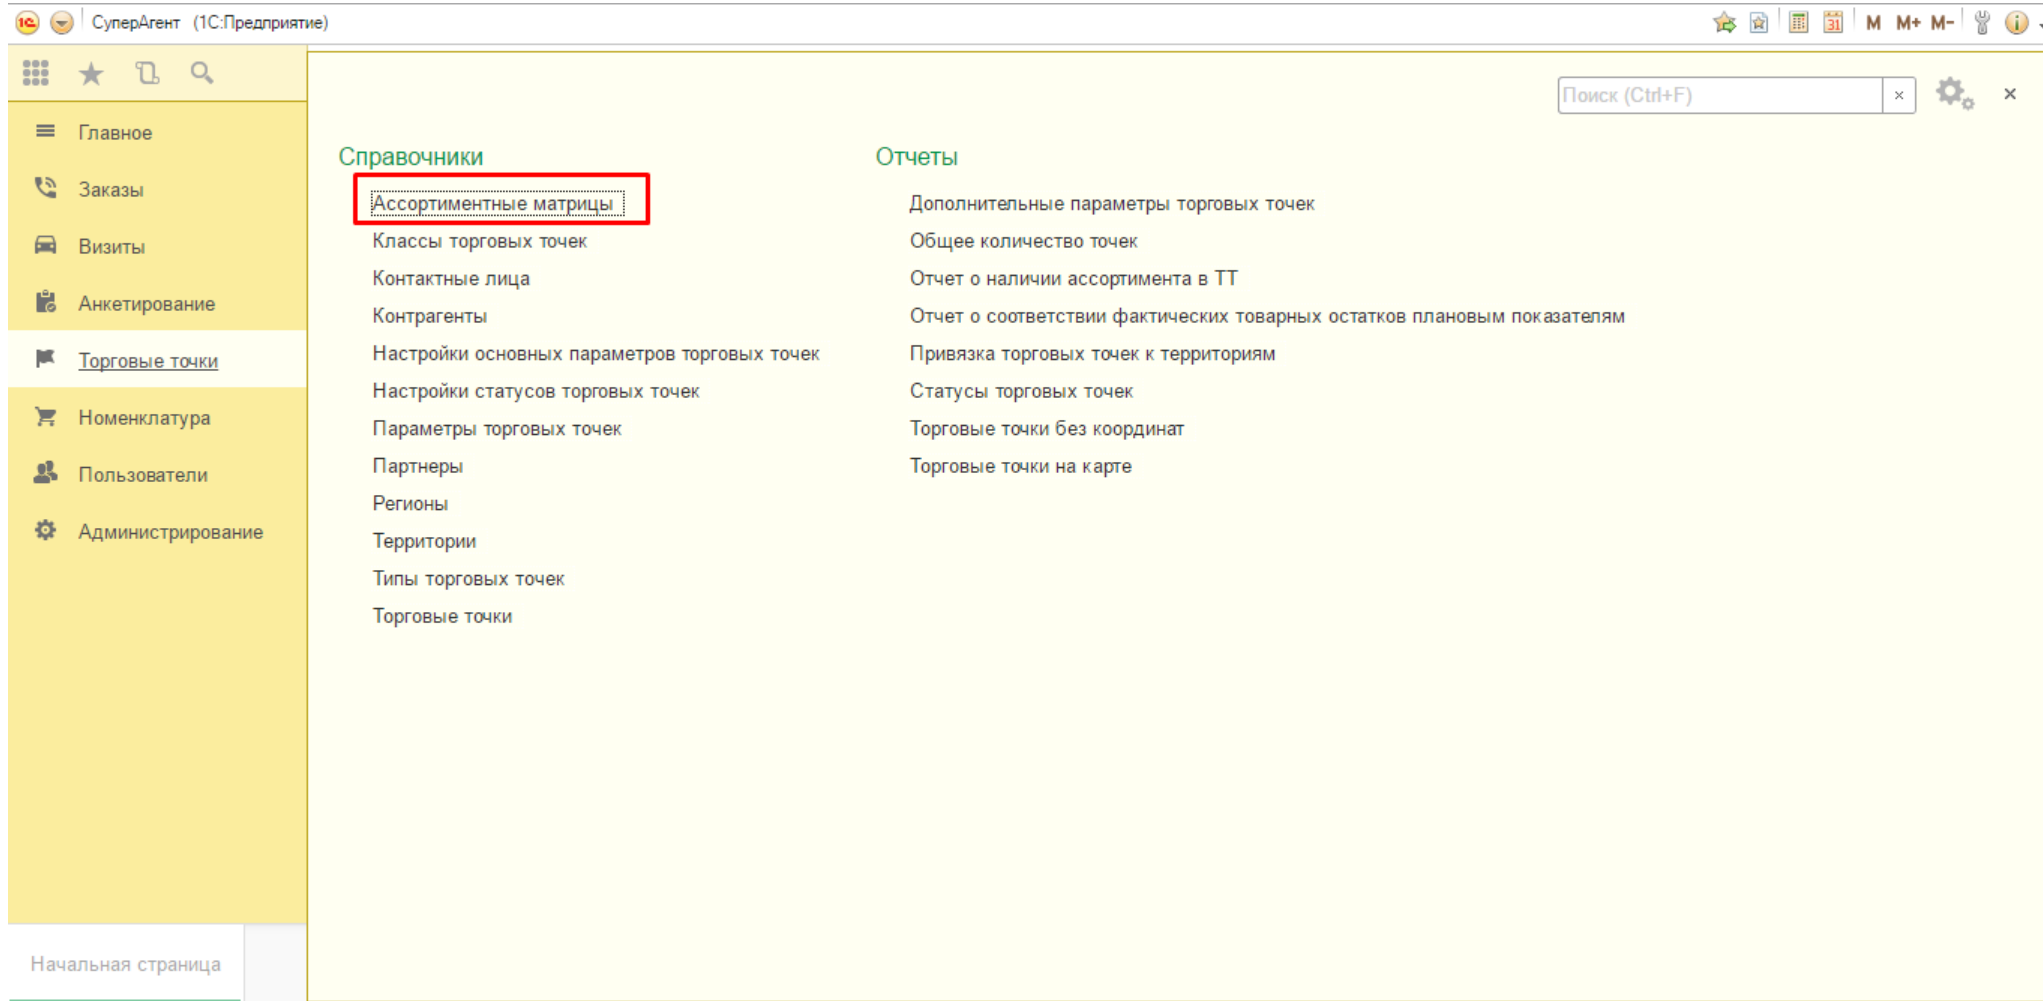 СуперАгент (1С:Предприятие)
31 M M+ M-
Поиск (Ctrl+F)
Главное
Заказы
Визиты
Анкетирование
Торговые точки
Номенклатура
Пользователи
Администрирование
Справочники
Ассортиментные матрицы
Классы торговых точек
Контактные лица
Контрагенты
Настройки основных параметров торговых точек
Настройки статусов торговых точек
Параметры торговых точек
Партнеры
Регионы
Территории
Типы торговых точек
Торговые точки
Отчеты
Дополнительные параметры торговых точек
Общее количество точек
Отчет о наличии ассортимента в ТТ
Отчет о соответствии фактических товарных остатков плановым показателям
Привязка торговых точек к территориям
Статусы торговых точек
Торговые точки без координат
Торговые точки на карте
Начальная страница